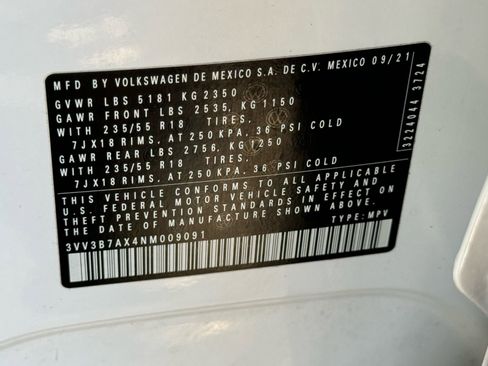 MFD BY VOLKSWAGEN DE MEXICO S.A. DE C.V. MEXICO 09/21
GVWR LBS 5181 KG 2350
GAWR FRONT LBS 2535, KG 1150
WITH 235/55 R18 TIRES,
7JX18 RIMS, AT 250KPA, 36 PSI COLD
GAWR REAR LBS 2756, KG 1250
WITH 235/55 R18 TIRES,
7JX18 RIMS, AT 250KPA, 36 PSI COLD
THIS VEHICLE CONFORMS TO ALL APPLICABLE
U.S. FEDERAL MOTOR VEHICLE SAFETY AND
THEFT PREVENTION STANDARDS IN EFFECT ON
THE DATE OF MANUFACTURE SHOWN ABOVE.
3VV3B7AX4NM009091 TYPE: MPV
3224044 3724